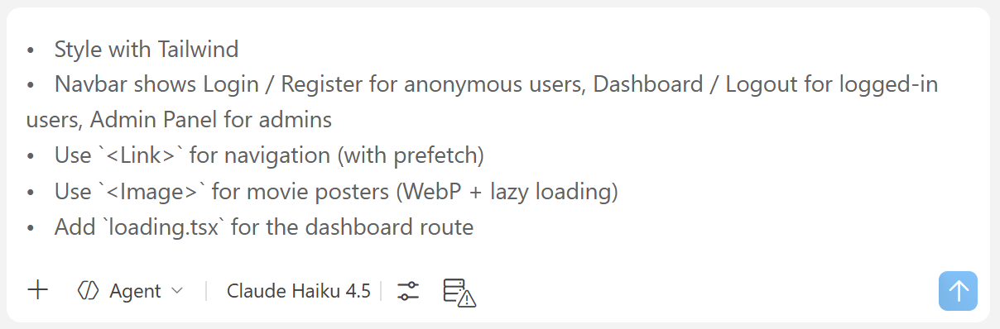 • Style with Tailwind
• Navbar shows Login / Register for anonymous users, Dashboard / Logout for logged-in
users, Admin Panel for admins
• Use `<Link>` for navigation (with prefetch)
• Use `<Image>` for movie posters (WebP + lazy loading)
• Add `loading.tsx` for the dashboard route
Agent Claude Haiku 4.5